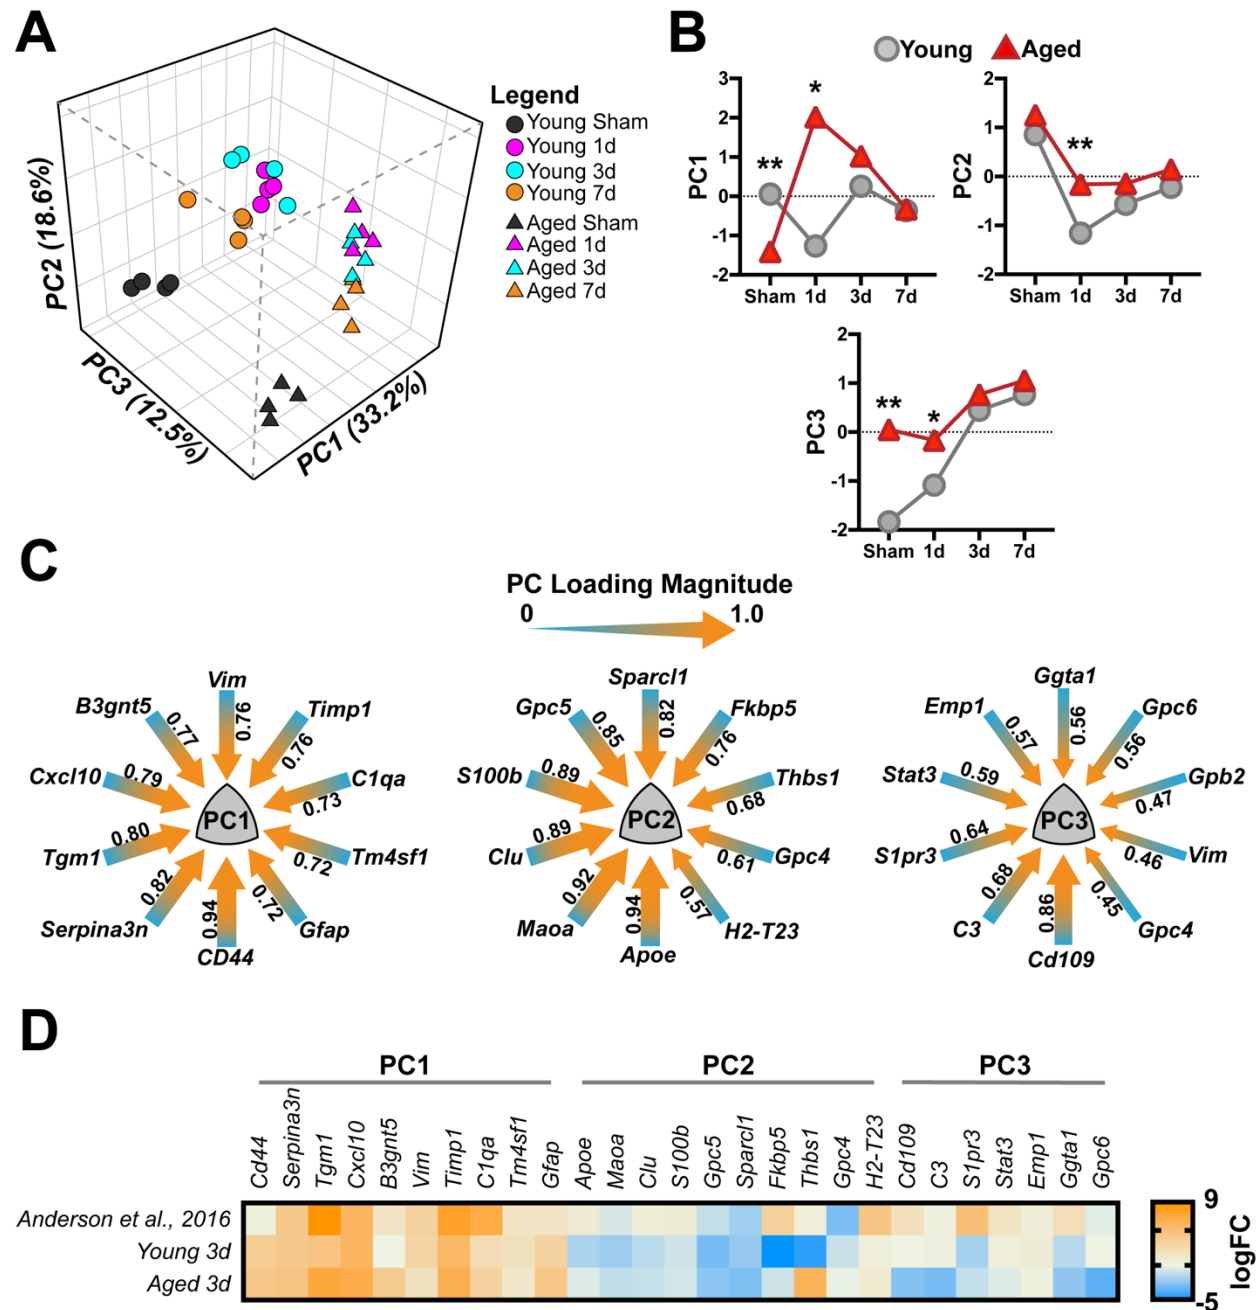 A
Legend
Young Sham
Young 1d
Young 3d
Young 7d
Aged Sham
Aged 1d
Aged 3d
Aged 7d
PC2 (18.6%)
PC3 (12.5%)
PC1 (33.2%)
B
Young Aged
PC1
3
2
1
0
-1
-2
** *
Sham 1d 3d 7d
PC2
2
1
0
-1
-2
**
Sham 1d 3d 7d
PC3
2
1
0
-1
-2
** *
Sham 1d 3d 7d
C
PC Loading Magnitude
0 1.0
PC1
Vim 0.76
Timp1 0.76
C1qa 0.73
Tm4sf1 0.72
Gfap 0.72
CD44 0.94
Serpina3n 0.82
Tgm1 0.80
Cxcl10 0.79
B3gnt5 0.77
PC2
Sparcl1 0.82
Fkbp5 0.76
Thbs1 0.68
Gpc4 0.61
H2-T23 0.57
Apoe 0.94
Maoa 0.92
Clu 0.89
S100b 0.89
Gpc5 0.85
PC3
Ggta1 0.56
Gpc6 0.56
Gpb2 0.47
Vim 0.46
Gpc4 0.45
Cd109 0.86
C3 0.68
S1pr3 0.64
Stat3 0.59
Emp1 0.57
D
PC1 PC2 PC3
Cd44 Serpina3n Tgm1 Cxcl10 B3gnt5 Vim Timp1 C1qa Tm4sf1 Gfap Apoe Maoa Clu S100b Gpc5 Sparcl1 Fkbp5 Thbs1 Gpc4 H2-T23 Cd109 C3 S1pr3 Stat3 Emp1 Ggta1 Gpc6
Anderson et al., 2016
Young 3d
Aged 3d
9
logFC
-5